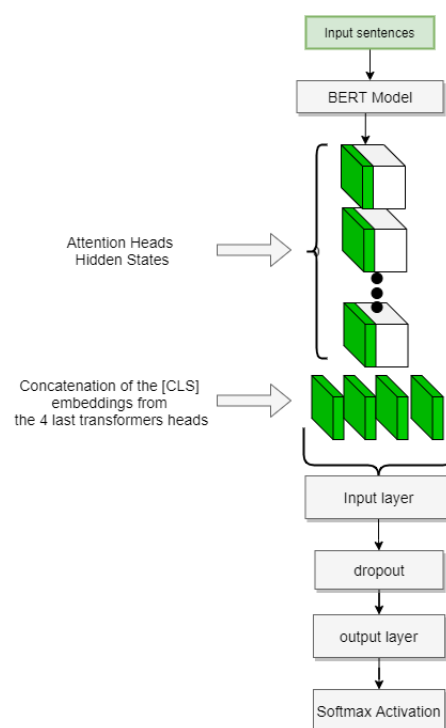 Input sentences
BERT Model
Attention Heads
Hidden States
Concatenation of the [CLS]
embeddings from
the 4 last transformers heads
Input layer
dropout
output layer
Softmax Activation